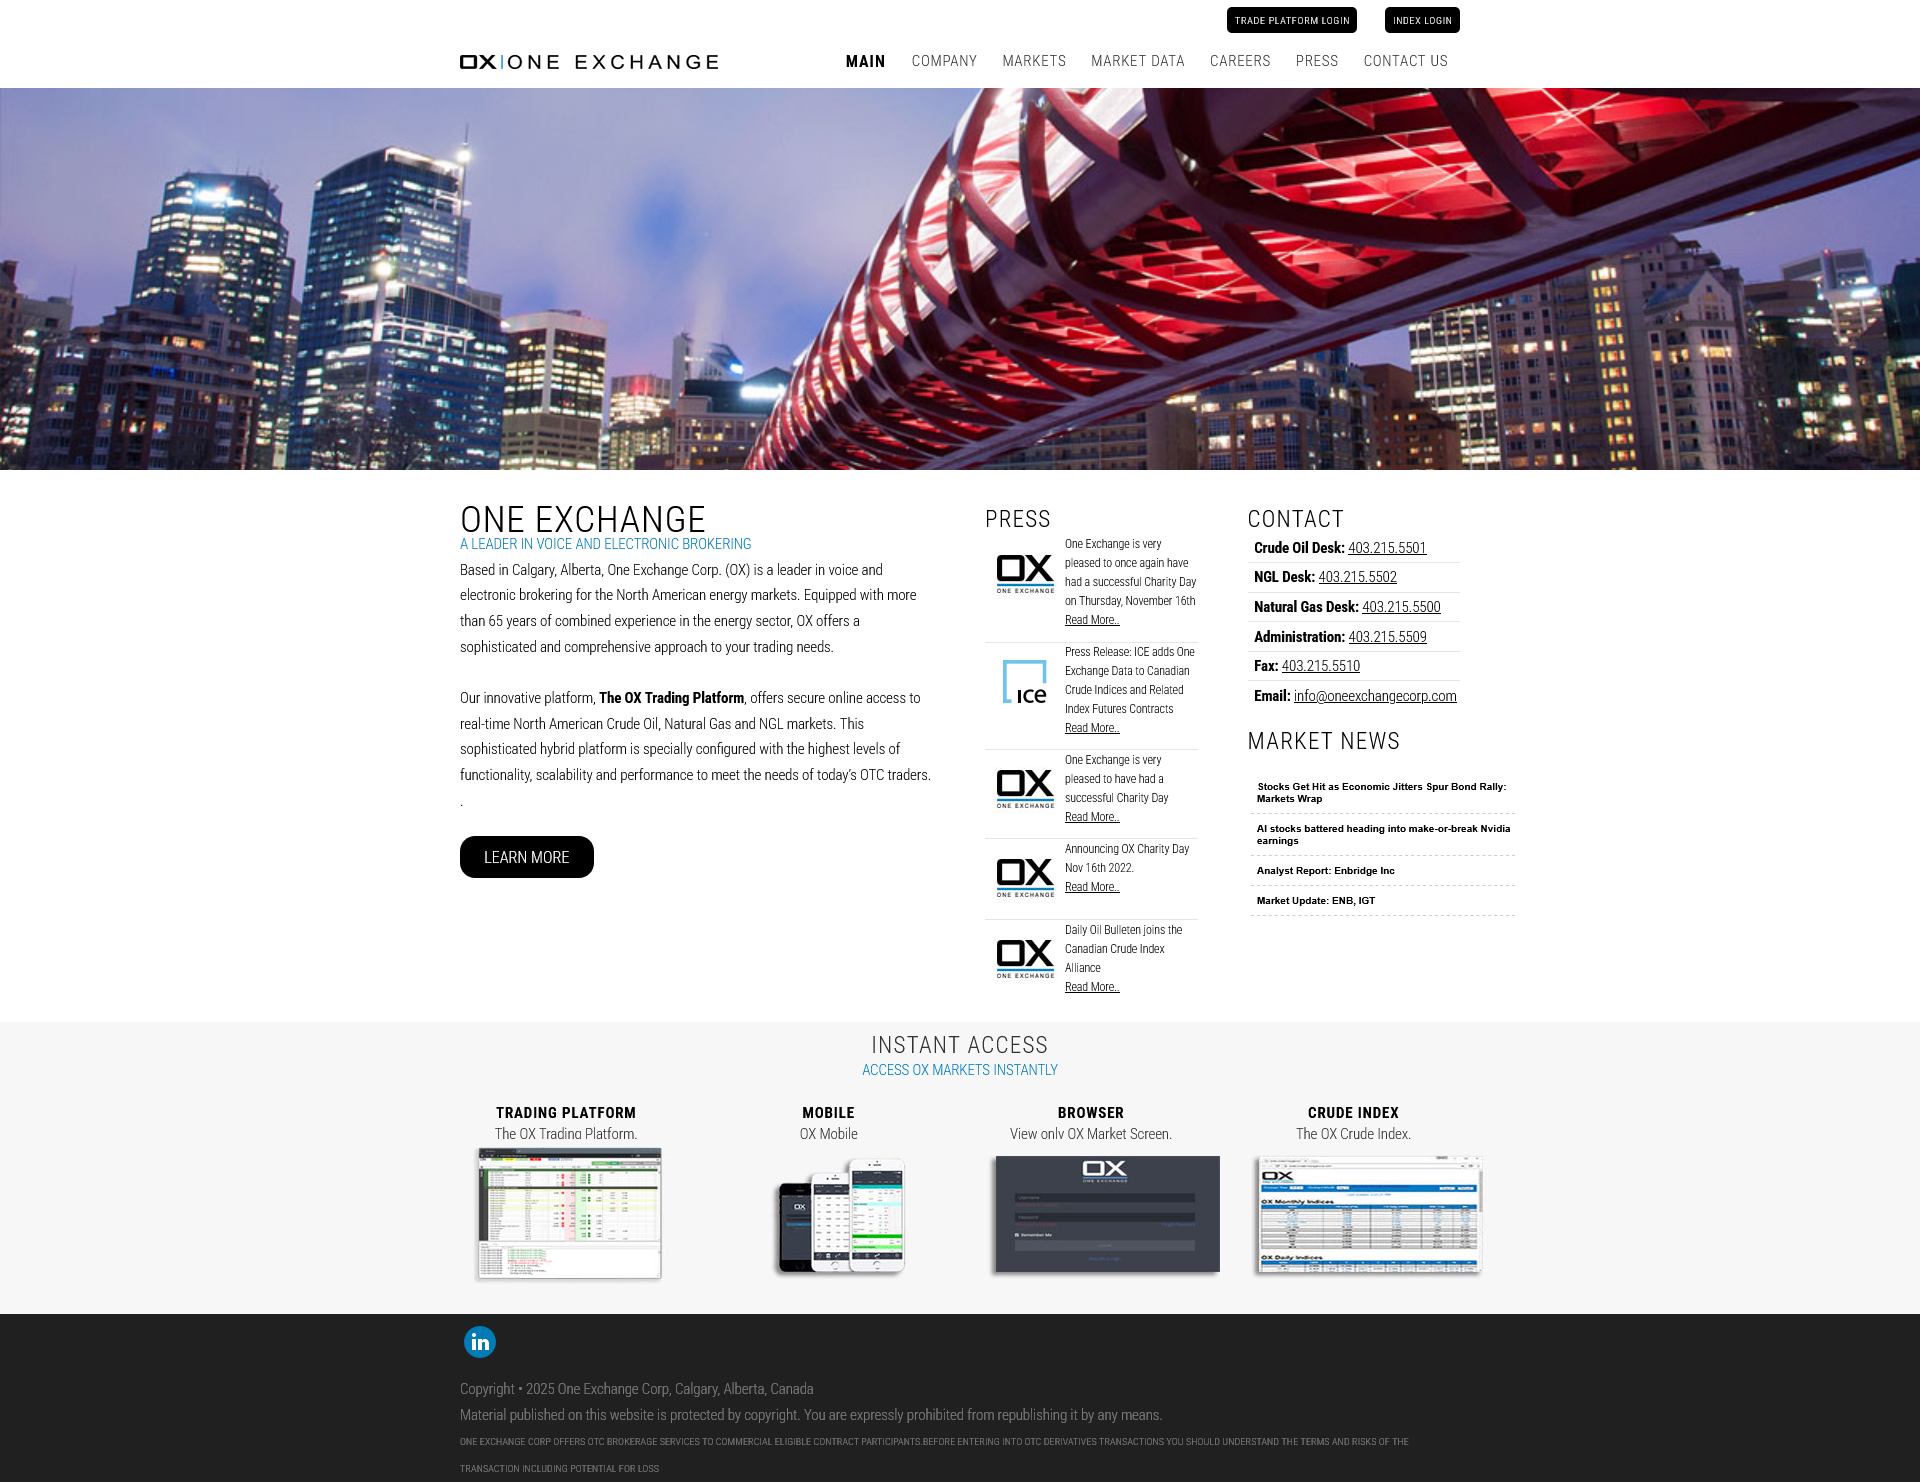 TRADE PLATFORM LOGIN
INDEX LOGIN
OX|ONE EXCHANGE
MAIN
COMPANY
MARKETS
MARKET DATA
CAREERS
PRESS
CONTACT US
ONE EXCHANGE
A LEADER IN VOICE AND ELECTRONIC BROKERING
Based in Calgary, Alberta, One Exchange Corp. (OX) is a leader in voice and
electronic brokering for the North American energy markets. Equipped with more
than 65 years of combined experience in the energy sector, OX offers a
sophisticated and comprehensive approach to your trading needs.
Our innovative platform, The OX Trading Platform, offers secure online access to
real-time North American Crude Oil, Natural Gas and NGL markets. This
sophisticated hybrid platform is specially configured with the highest levels of
functionality, scalability and performance to meet the needs of today's OTC traders.
.
LEARN MORE
PRESS
OX
ONE EXCHANGE
One Exchange is very
pleased to once again have
had a successful Charity Day
on Thursday, November 16th
Read More..
ice
Press Release: ICE adds One
Exchange Data to Canadian
Crude Indices and Related
Index Futures Contracts
Read More..
OX
ONE EXCHANGE
One Exchange is very
pleased to have had a
successful Charity Day
Read More..
OX
ONE EXCHANGE
Announcing OX Charity Day
Nov 16th 2022.
Read More..
OX
ONE EXCHANGE
Daily Oil Bulleten joins the
Canadian Crude Index
Alliance
Read More..
CONTACT
Crude Oil Desk: 403.215.5501
NGL Desk: 403.215.5502
Natural Gas Desk: 403.215.5500
Administration: 403.215.5509
Fax: 403.215.5510
Email: info@oneexchangecorp.com
MARKET NEWS
Stocks Get Hit as Economic Jitters Spur Bond Rally:
Markets Wrap
AI stocks battered heading into make-or-break Nvidia
earnings
Analyst Report: Enbridge Inc
Market Update: ENB, IGT
INSTANT ACCESS
ACCESS OX MARKETS INSTANTLY
TRADING PLATFORM
The OX Trading Platform.
MOBILE
OX Mobile
OX
BROWSER
View only OX Market Screen.
OX
ONE EXCHANGE
Username
Password
Remember Me
CRUDE INDEX
The OX Crude Index.
OX
OX Monthly Indices
OX Daily Indices
in
Copyright • 2025 One Exchange Corp, Calgary, Alberta, Canada
Material published on this website is protected by copyright. You are expressly prohibited from republishing it by any means.
ONE EXCHANGE CORP OFFERS OTC BROKERAGE SERVICES TO COMMERCIAL ELIGIBLE CONTRACT PARTICIPANTS.BEFORE ENTERING INTO OTC DERIVATIVES TRANSACTIONS YOU SHOULD UNDERSTAND THE TERMS AND RISKS OF THE
TRANSACTION INCLUDING POTENTIAL FOR LOSS